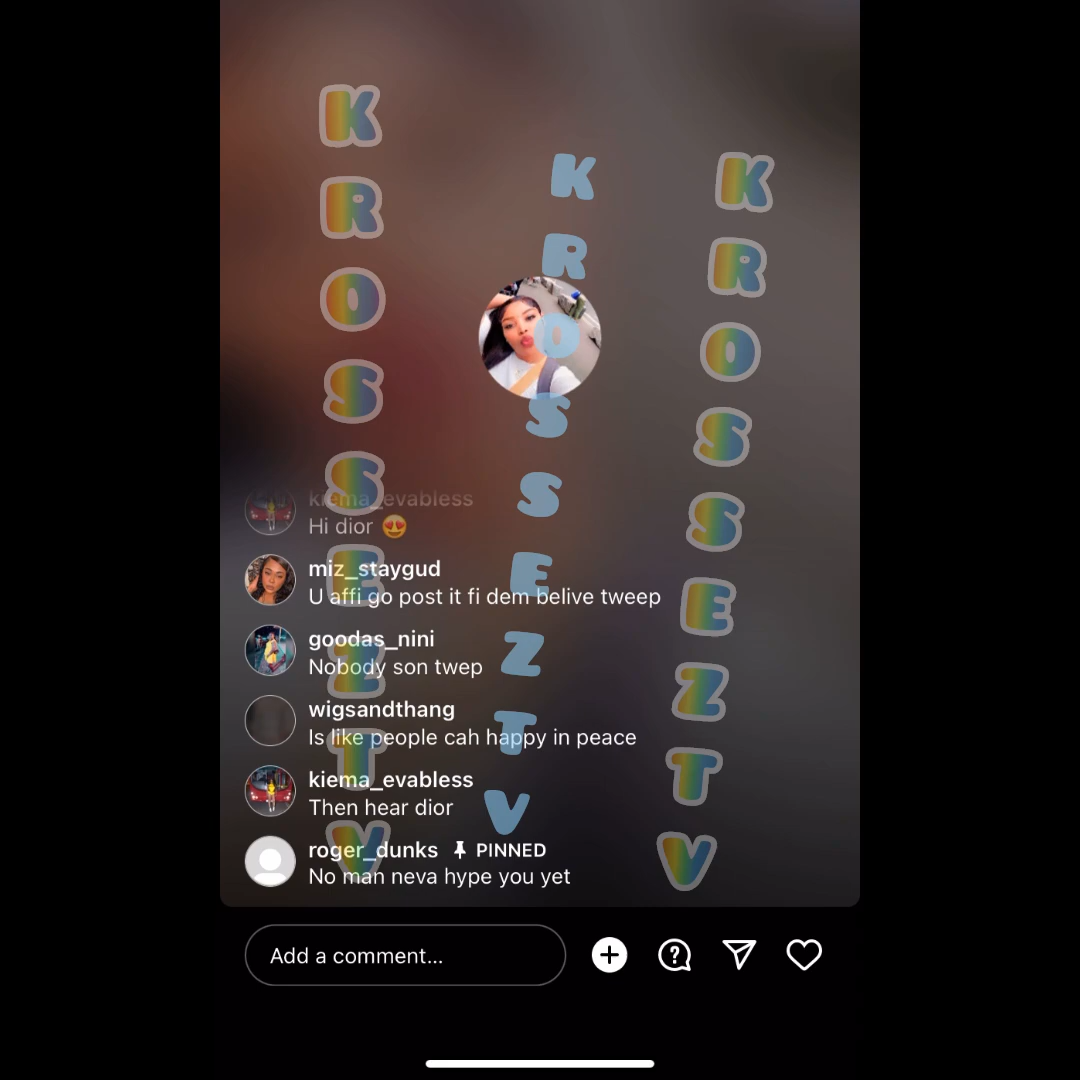 KROSSEZTV
KROSSEZTV
KROSSEZTV
kiema_evabless
Hi dior 😍
miz_staygud
U affi go post it fi dem belive tweep
goodas_nini
Nobody son twep
wigsandthang
Is like people cah happy in peace
kiema_evabless
Then hear dior
roger_dunks PINNED
No man neva hype you yet
Add a comment...